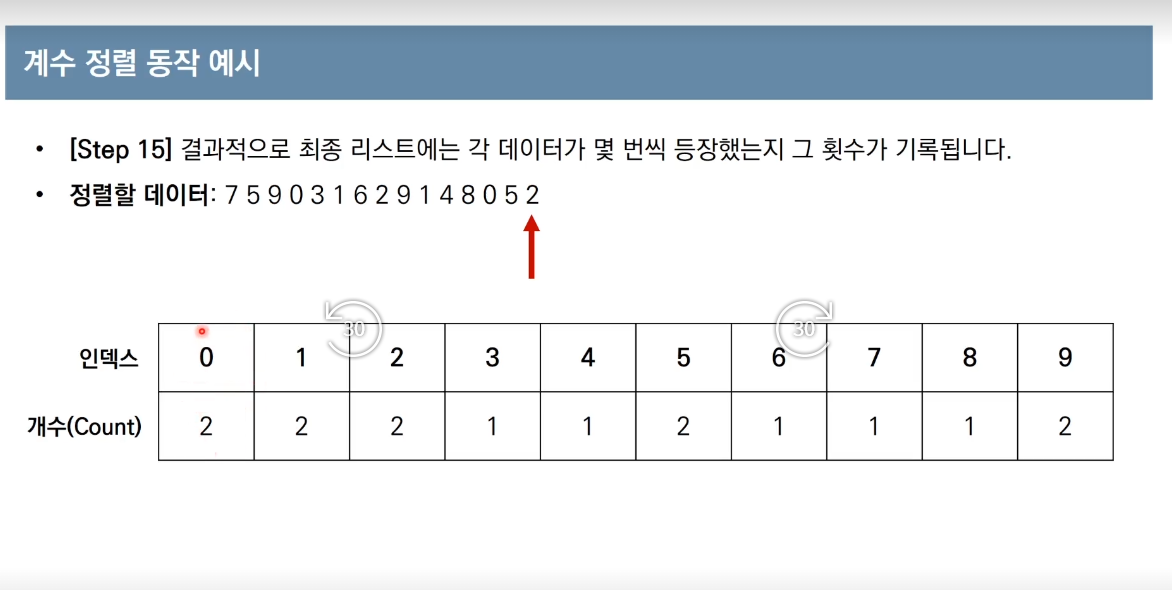 계수 정렬 동작 예시
• [Step 15] 결과적으로 최종 리스트에는 각 데이터가 몇 번씩 등장했는지 그 횟수가 기록됩니다.
• 정렬할 데이터: 7 5 9 0 3 1 6 2 9 1 4 8 0 5 2
30 30
인덱스 0 1 2 3 4 5 6 7 8 9
개수(Count) 2 2 2 1 1 2 1 1 1 2